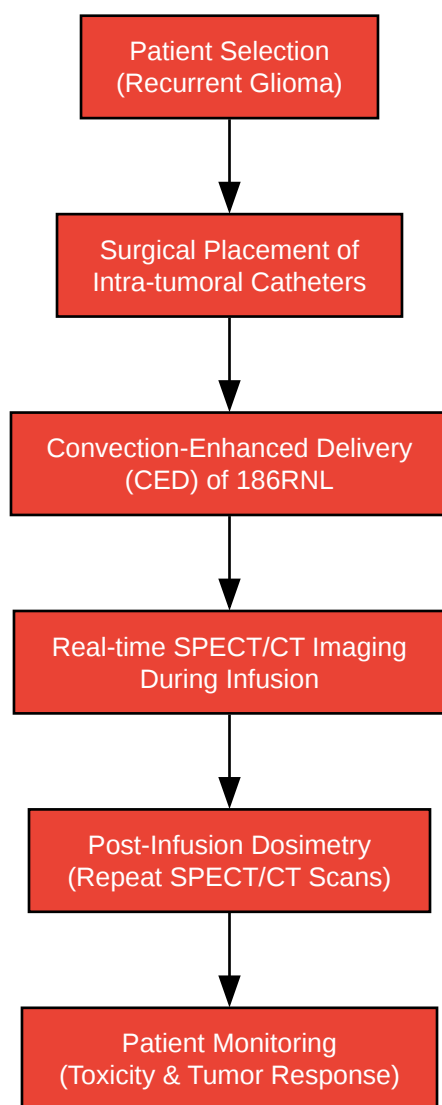 Patient Selection
(Recurrent Glioma)
Surgical Placement of
Intra-tumoral Catheters
Convection-Enhanced Delivery
(CED) of 186RNL
Real-time SPECT/CT Imaging
During Infusion
Post-Infusion Dosimetry
(Repeat SPECT/CT Scans)
Patient Monitoring
(Toxicity & Tumor Response)